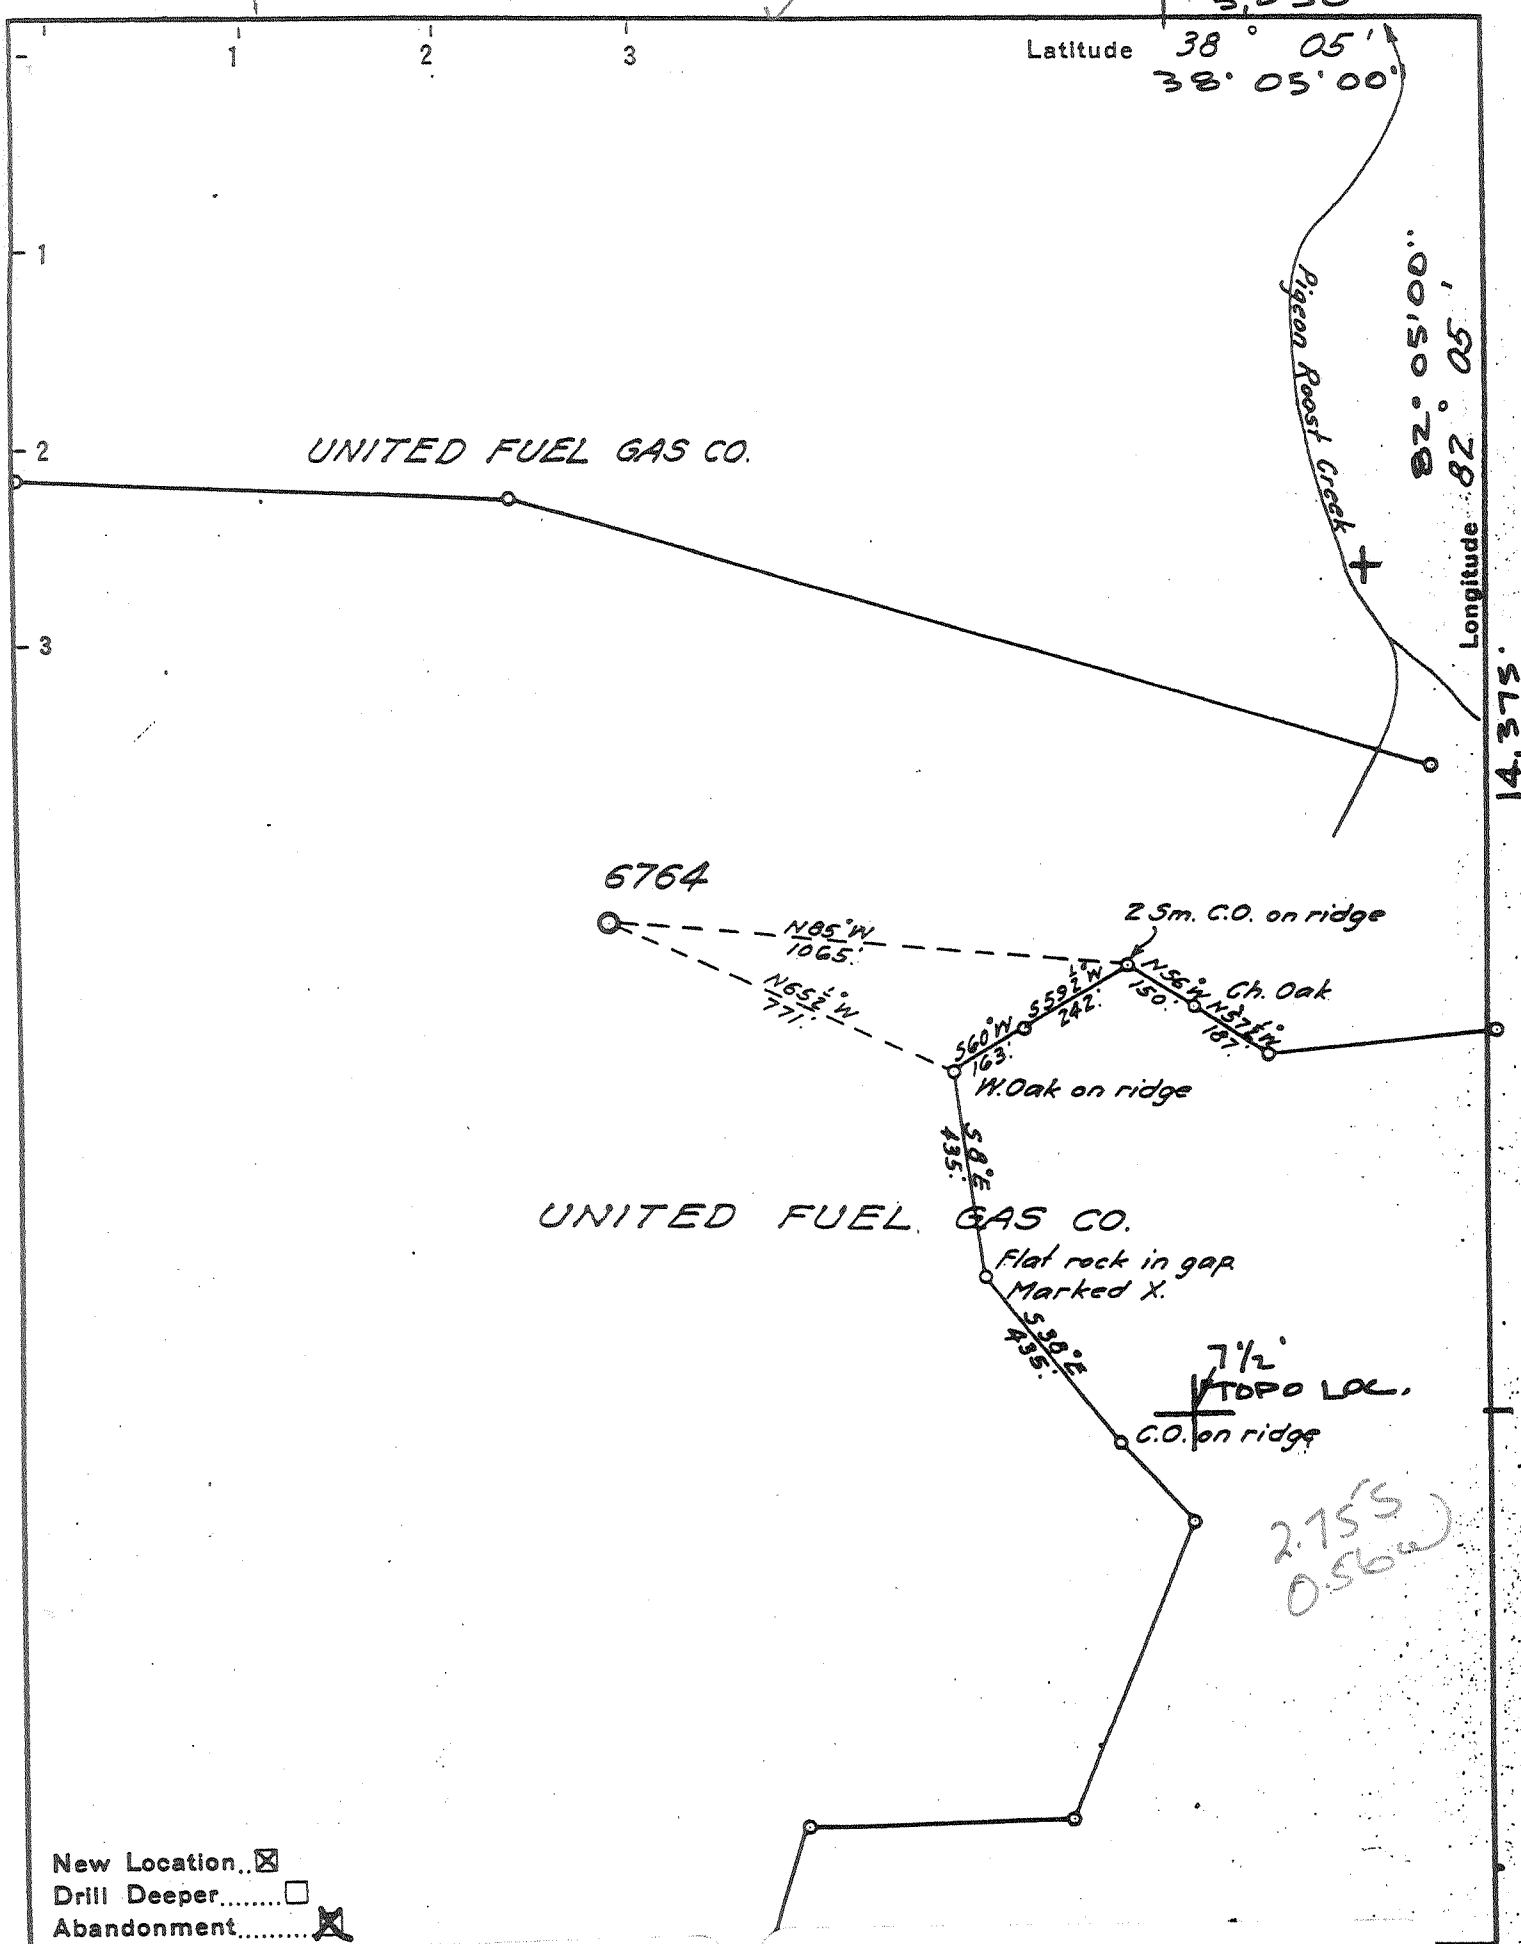 1 2 3
Latitude 38° 05'
38° 05' 00"
1
2
3
Longitude 82° 05'
82° 05' 00"
14,375'
Pigeon Roost Creek
UNITED FUEL GAS CO.
6764
N85°W
1065'
N65½°W
771'
2 Sm. C.O. on ridge
S59½°W
242'
N56°W
150'
Ch. Oak
N57½°W
187'
S60°W
163'
W.Oak on ridge
S8°E
435'
UNITED FUEL GAS CO.
Flat rock in gap
Marked X.
S38°E
435'
7½'
TOPO LOC.
C.O. on ridge
2.75 S
0.56 W
New Location..☒
Drill Deeper........☐
Abandonment.........☒